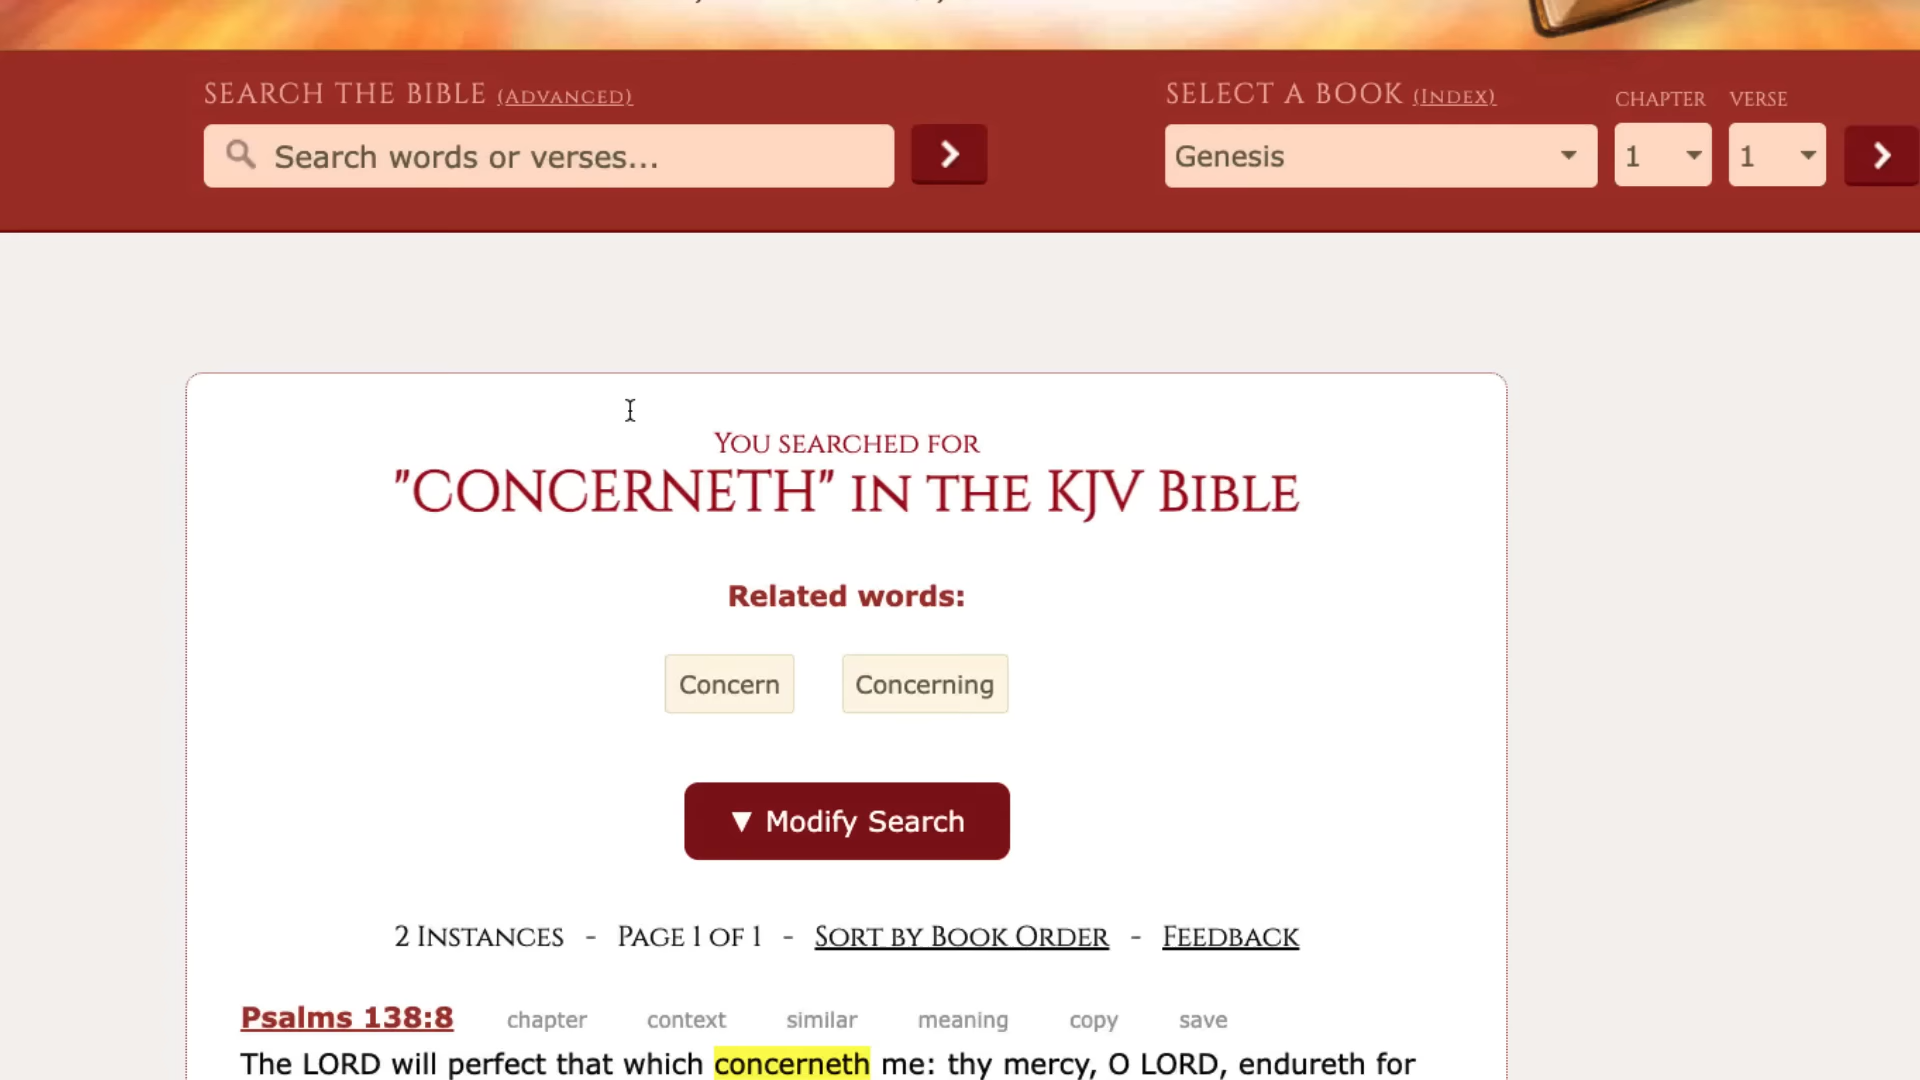 SEARCH THE BIBLE (ADVANCED)
SELECT A BOOK (INDEX)
CHAPTER
VERSE
Search words or verses...
Genesis
1
1
YOU SEARCHED FOR
"CONCERNETH" IN THE KJV BIBLE
Related words:
Concern
Concerning
▼ Modify Search
2 INSTANCES - PAGE 1 OF 1 - SORT BY BOOK ORDER - FEEDBACK
Psalms 138:8 chapter context similar meaning copy save
The LORD will perfect that which concerneth me: thy mercy, O LORD, endureth for